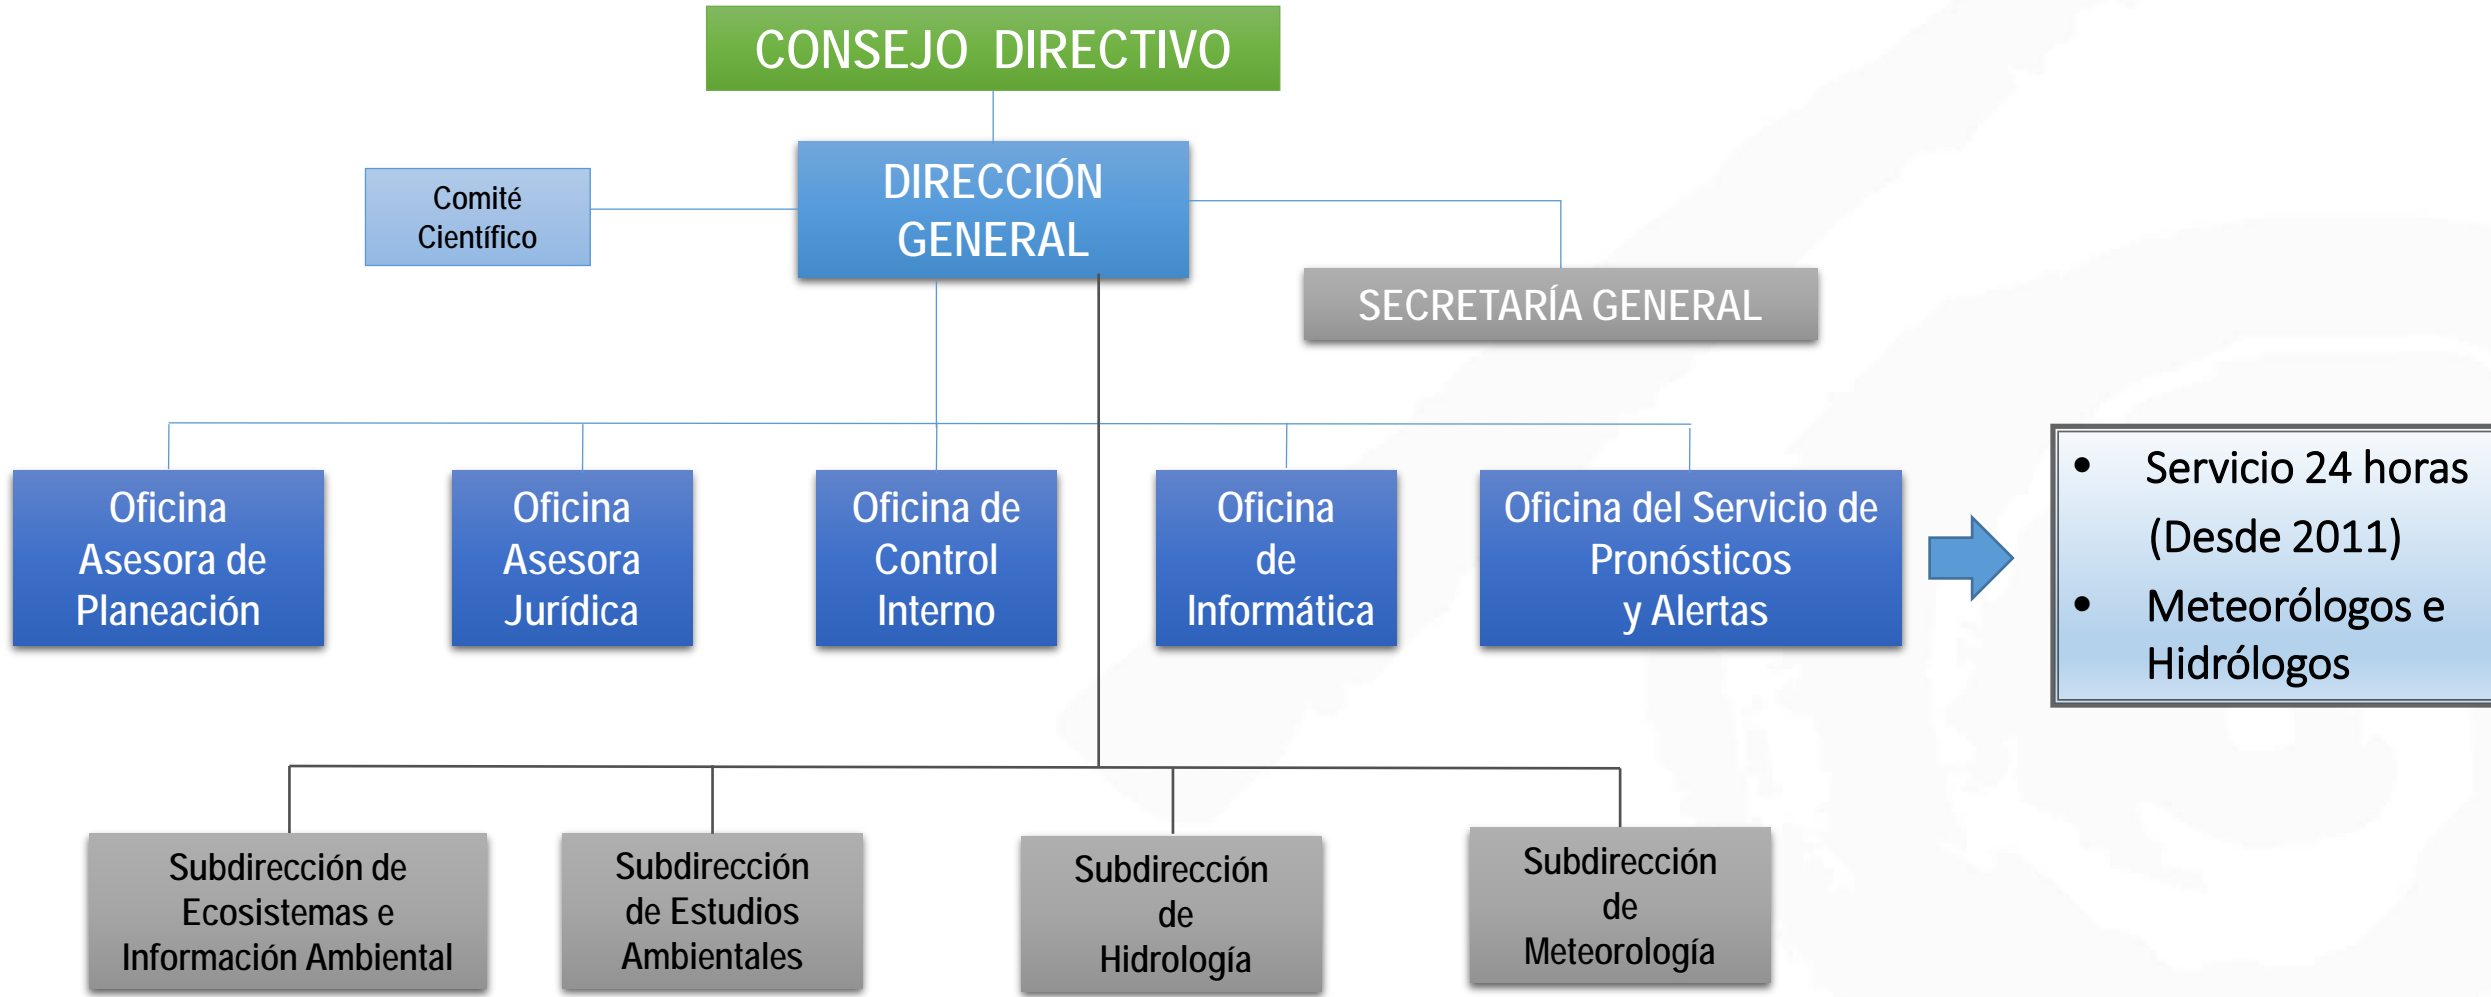 CONSEJO DIRECTIVO
DIRECCIÓN
GENERAL
Comité
Científico
SECRETARÍA GENERAL
Oficina
Asesora de
Planeación
Oficina
Asesora
Jurídica
Oficina de
Control
Interno
Oficina
de
Informática
Oficina del Servicio de
Pronósticos
y Alertas
• Servicio 24 horas
(Desde 2011)
• Meteorólogos e
Hidrólogos
Subdirección de
Ecosistemas e
Información Ambiental
Subdirección
de Estudios
Ambientales
Subdirección
de
Hidrología
Subdirección
de
Meteorología